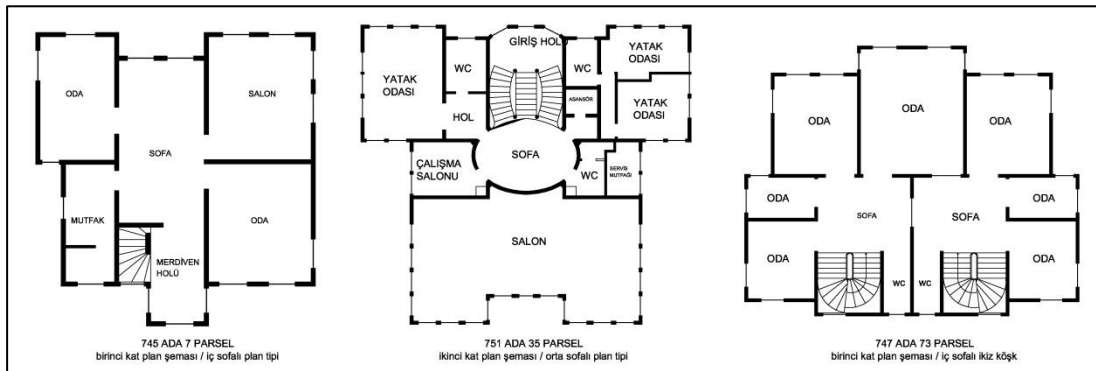 ODA
SALON
SOFA
MUTFAK
ODA
MERDİVEN
HOLÜ
745 ADA 7 PARSEL
birinci kat plan şeması / iç sofalı plan tipi
GİRİŞ HOLÜ
YATAK
ODASI
WC
WC
YATAK
ODASI
ASANSÖR
YATAK
ODASI
HOL
SOFA
ÇALIŞMA
SALONU
WC
SERVİS
MUTFAĞI
SALON
751 ADA 35 PARSEL
ikinci kat plan şeması / orta sofalı plan tipi
ODA
ODA
ODA
ODA
ODA
SOFA
SOFA
ODA
ODA
WC
WC
747 ADA 73 PARSEL
birinci kat plan şeması / iç sofalı ikiz köşk